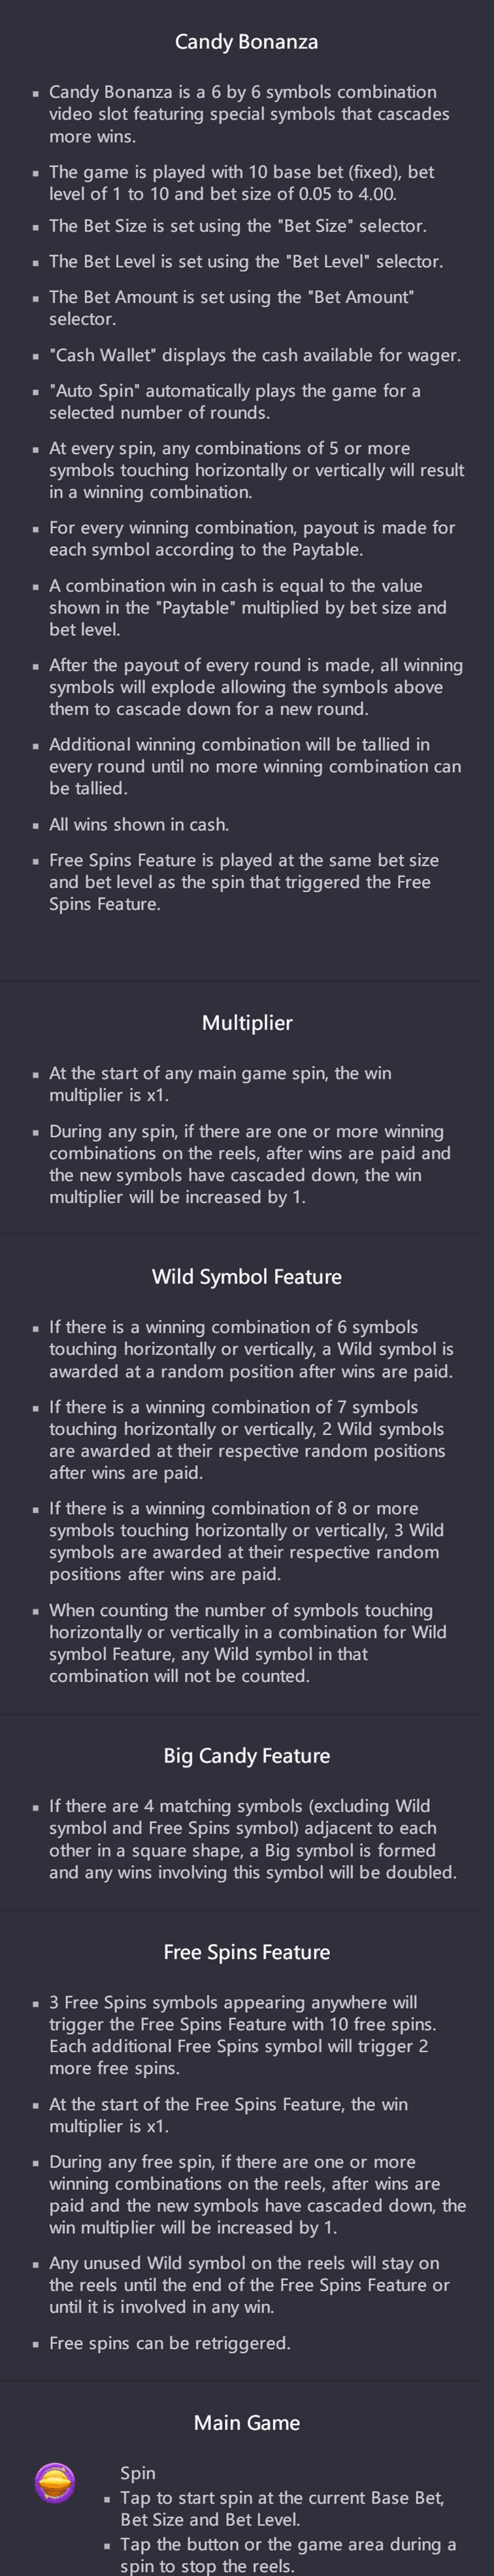 Candy Bonanza
▪ Candy Bonanza is a 6 by 6 symbols combination
video slot featuring special symbols that cascades
more wins.
▪ The game is played with 10 base bet (fixed), bet
level of 1 to 10 and bet size of 0.05 to 4.00.
▪ The Bet Size is set using the "Bet Size" selector.
▪ The Bet Level is set using the "Bet Level" selector.
▪ The Bet Amount is set using the "Bet Amount"
selector.
▪ "Cash Wallet" displays the cash available for wager.
▪ "Auto Spin" automatically plays the game for a
selected number of rounds.
▪ At every spin, any combinations of 5 or more
symbols touching horizontally or vertically will result
in a winning combination.
▪ For every winning combination, payout is made for
each symbol according to the Paytable.
▪ A combination win in cash is equal to the value
shown in the "Paytable" multiplied by bet size and
bet level.
▪ After the payout of every round is made, all winning
symbols will explode allowing the symbols above
them to cascade down for a new round.
▪ Additional winning combination will be tallied in
every round until no more winning combination can
be tallied.
▪ All wins shown in cash.
▪ Free Spins Feature is played at the same bet size
and bet level as the spin that triggered the Free
Spins Feature.
Multiplier
▪ At the start of any main game spin, the win
multiplier is x1.
▪ During any spin, if there are one or more winning
combinations on the reels, after wins are paid and
the new symbols have cascaded down, the win
multiplier will be increased by 1.
Wild Symbol Feature
▪ If there is a winning combination of 6 symbols
touching horizontally or vertically, a Wild symbol is
awarded at a random position after wins are paid.
▪ If there is a winning combination of 7 symbols
touching horizontally or vertically, 2 Wild symbols
are awarded at their respective random positions
after wins are paid.
▪ If there is a winning combination of 8 or more
symbols touching horizontally or vertically, 3 Wild
symbols are awarded at their respective random
positions after wins are paid.
▪ When counting the number of symbols touching
horizontally or vertically in a combination for Wild
symbol Feature, any Wild symbol in that
combination will not be counted.
Big Candy Feature
▪ If there are 4 matching symbols (excluding Wild
symbol and Free Spins symbol) adjacent to each
other in a square shape, a Big symbol is formed
and any wins involving this symbol will be doubled.
Free Spins Feature
▪ 3 Free Spins symbols appearing anywhere will
trigger the Free Spins Feature with 10 free spins.
Each additional Free Spins symbol will trigger 2
more free spins.
▪ At the start of the Free Spins Feature, the win
multiplier is x1.
▪ During any free spin, if there are one or more
winning combinations on the reels, after wins are
paid and the new symbols have cascaded down, the
win multiplier will be increased by 1.
▪ Any unused Wild symbol on the reels will stay on
the reels until the end of the Free Spins Feature or
until it is involved in any win.
▪ Free spins can be retriggered.
Main Game
Spin
▪ Tap to start spin at the current Base Bet,
Bet Size and Bet Level.
▪ Tap the button or the game area during a
spin to stop the reels.